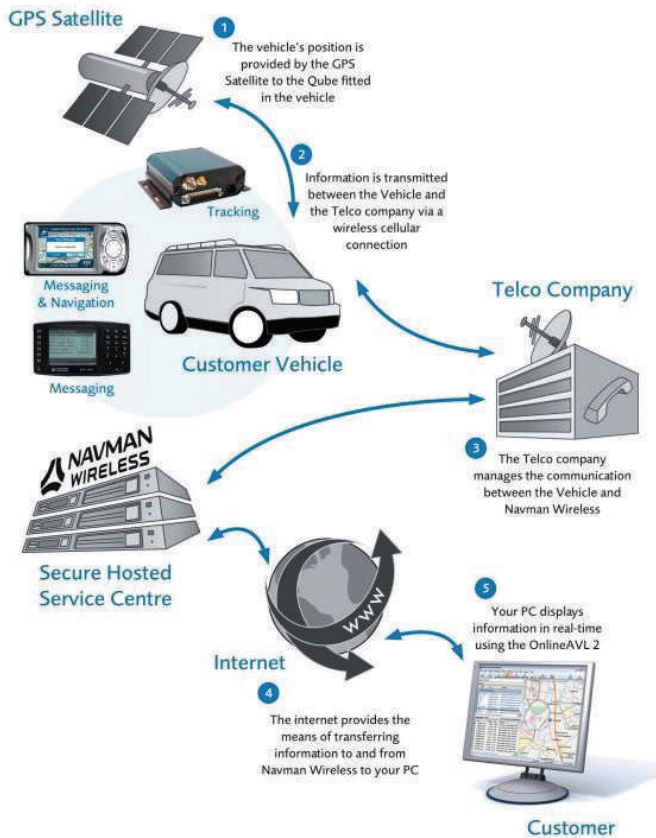 GPS Satellite
1
The vehicle's position is
provided by the GPS
Satellite to the Qube fitted
in the vehicle
2
Information is transmitted
between the Vehicle and
the Telco company via a
wireless cellular
connection
Tracking
Messaging
& Navigation
Messaging
Customer Vehicle
Telco Company
3
The Telco company
manages the communication
between the Vehicle and
Navman Wireless
NAVMAN
WIRELESS
Secure Hosted
Service Centre
WWW
Internet
4
The internet provides the
means of transferring
information to and from
Navman Wireless to your PC
5
Your PC displays
information in real-time
using the OnlineAVL 2
Customer